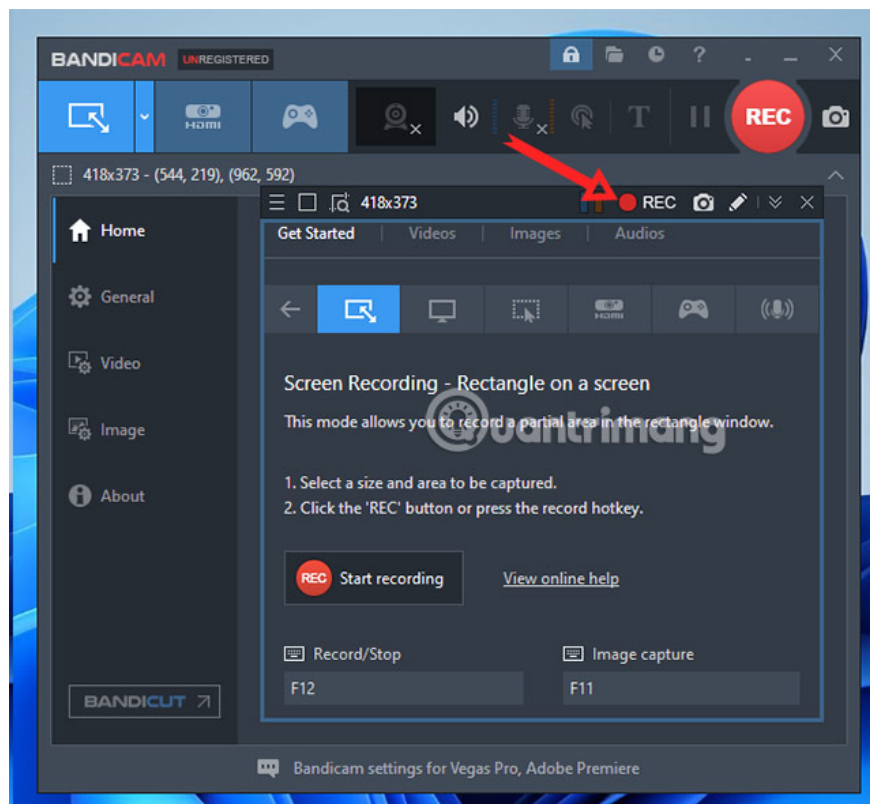 BANDICAM UNREGISTERED ?
HDMI T REC
418x373 - (544, 219), (962, 592)
418x373 REC
Home
General
Video
Image
About
BANDICUT
Get Started | Videos | Images | Audios
HDMI
Screen Recording - Rectangle on a screen
This mode allows you to record a partial area in the rectangle window.
Quantrimang
1. Select a size and area to be captured.
2. Click the 'REC' button or press the record hotkey.
REC Start recording View online help
Record/Stop Image capture
F12 F11
Bandicam settings for Vegas Pro, Adobe Premiere